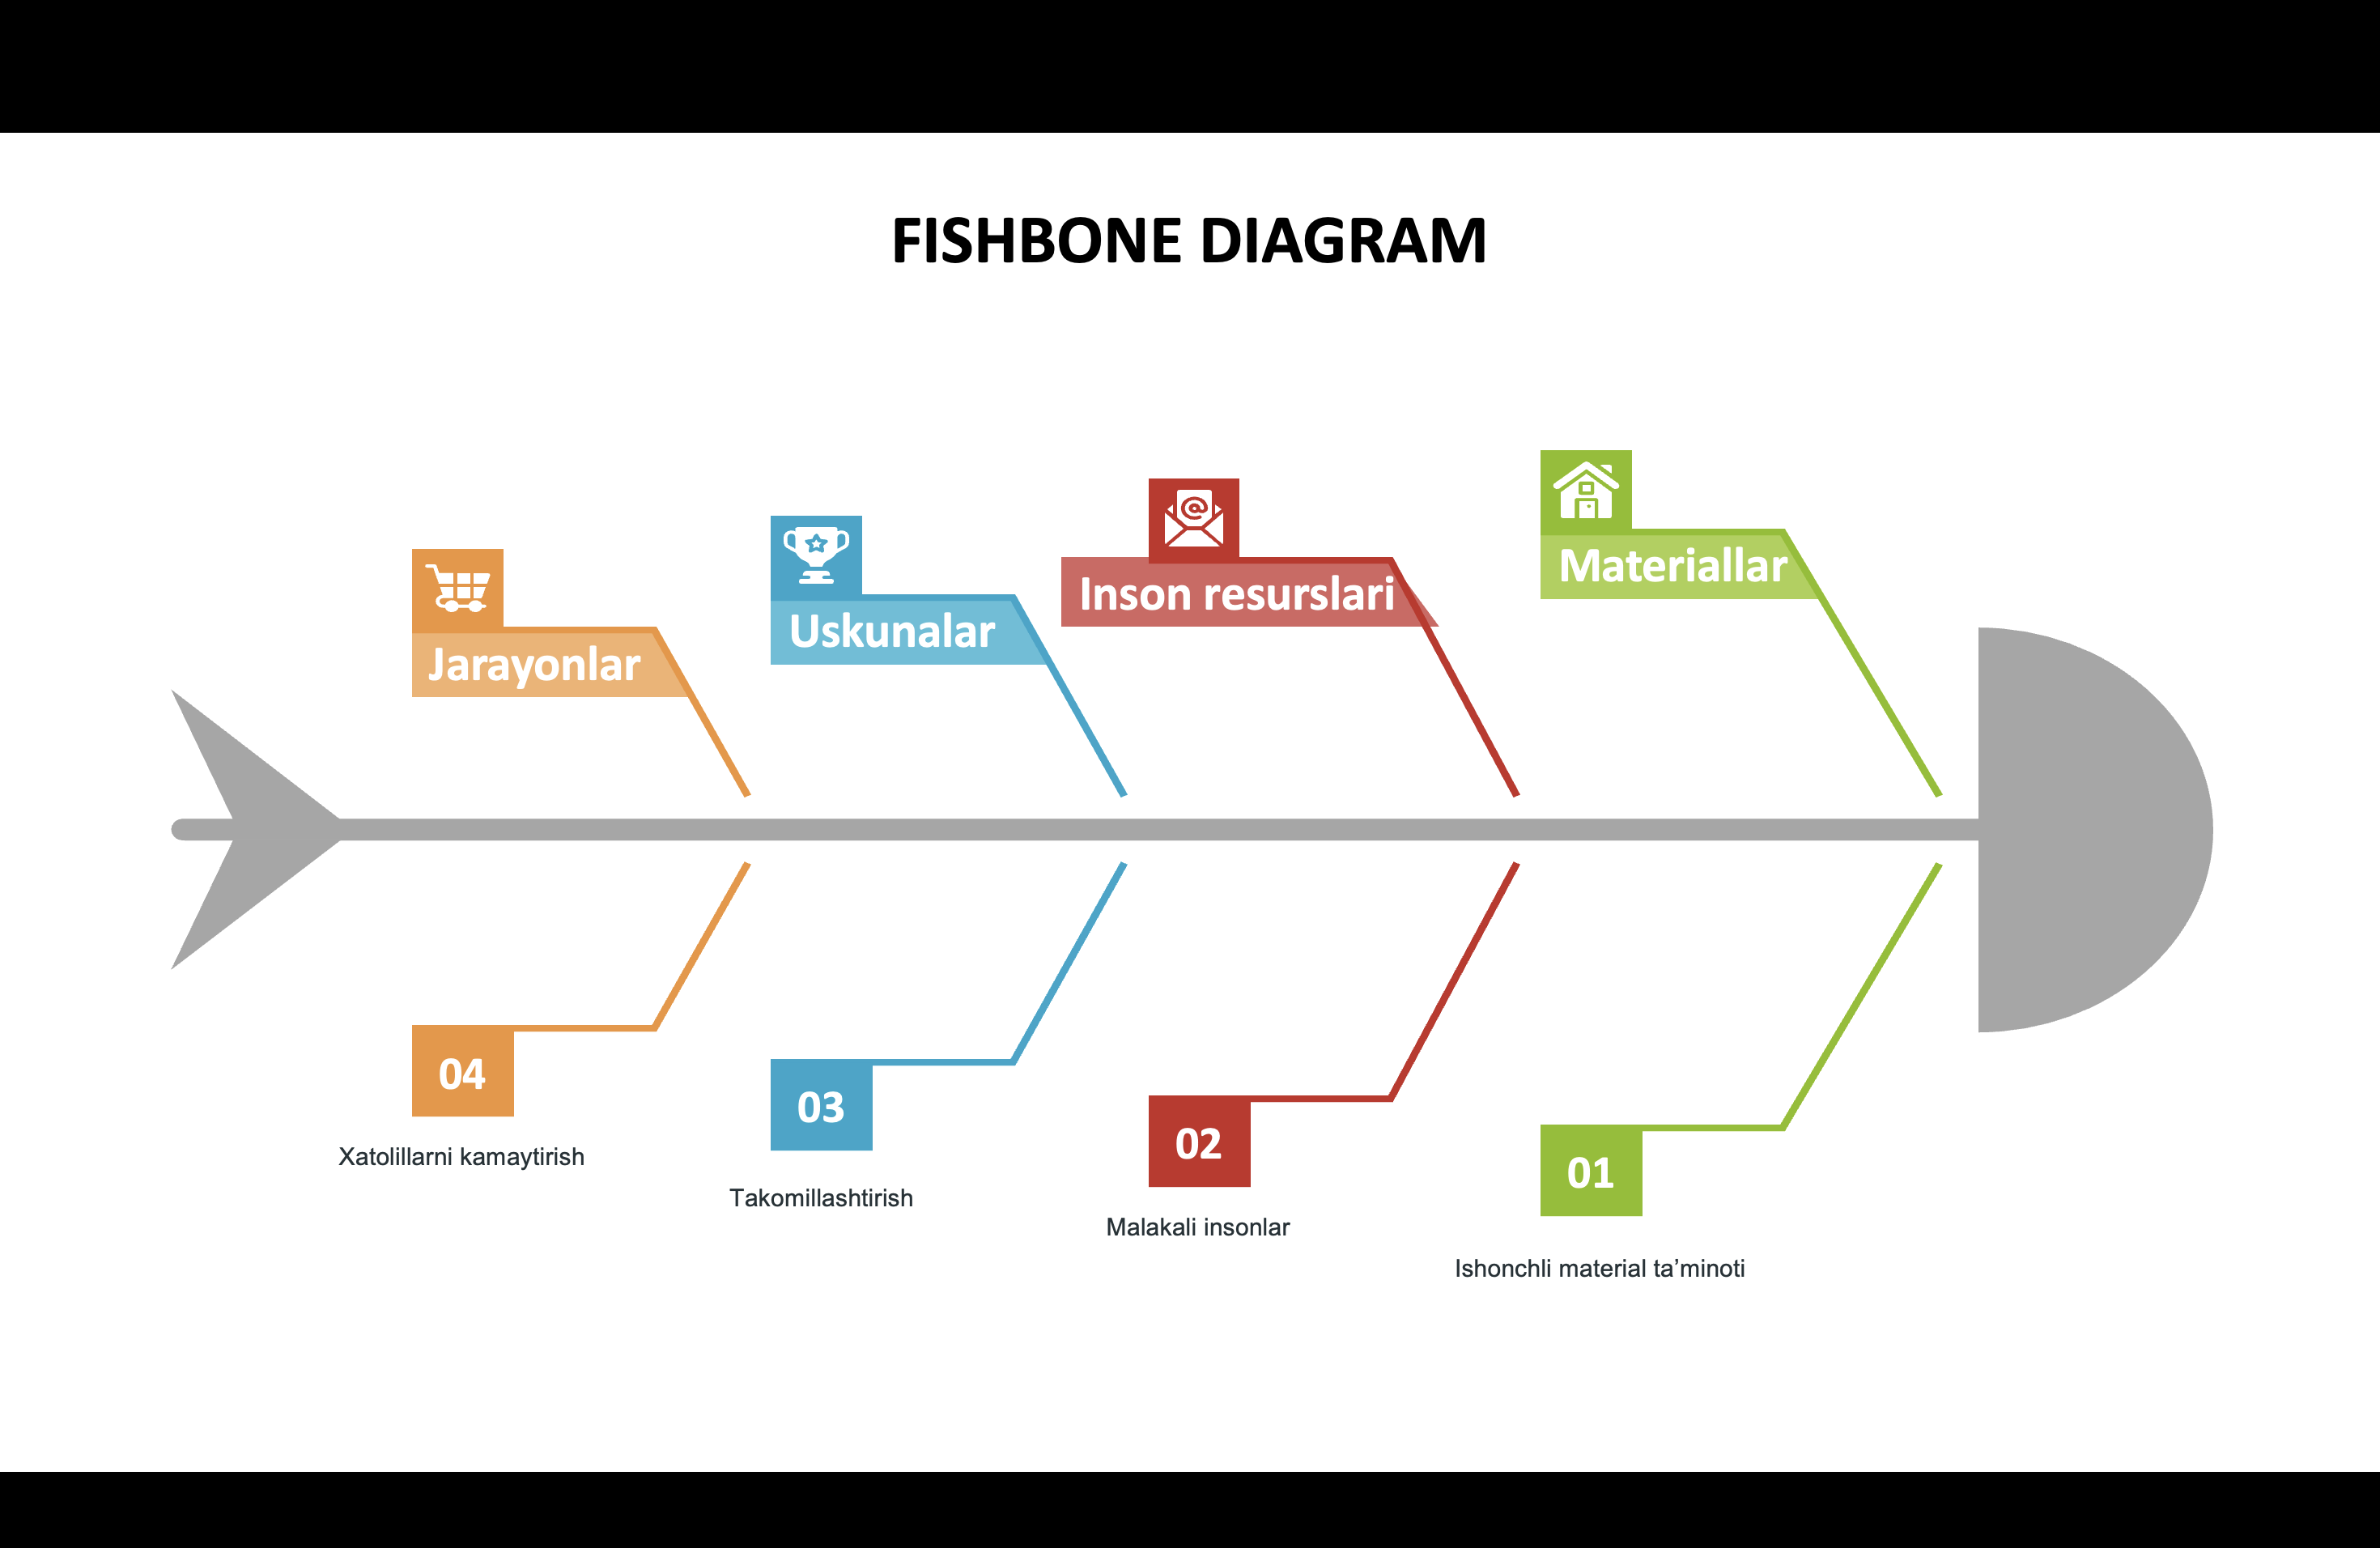 FISHBONE DIAGRAM
Jarayonlar
Uskunalar
Inson resurslari
Materiallar
04
Xatolillarni kamaytirish
03
Takomillashtirish
02
Malakali insonlar
01
Ishonchli material ta’minoti